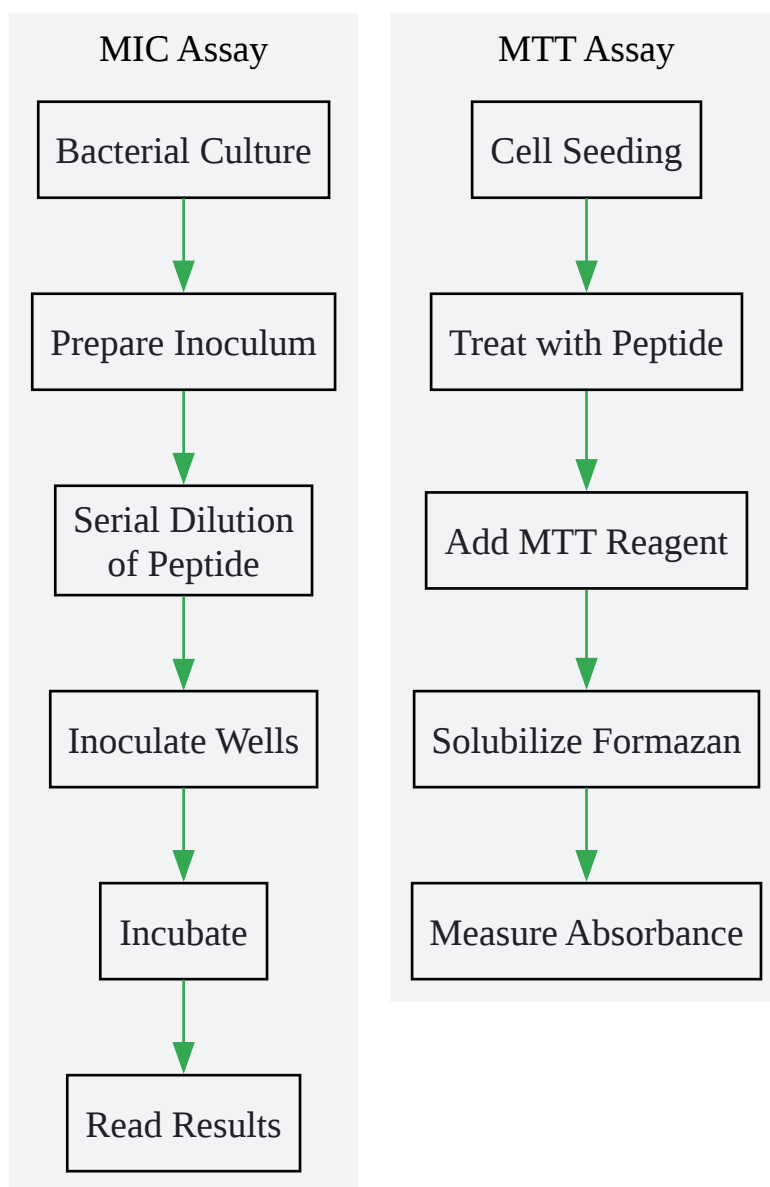 MIC Assay
Bacterial Culture
Prepare Inoculum
Serial Dilution
of Peptide
Inoculate Wells
Incubate
Read Results
MTT Assay
Cell Seeding
Treat with Peptide
Add MTT Reagent
Solubilize Formazan
Measure Absorbance